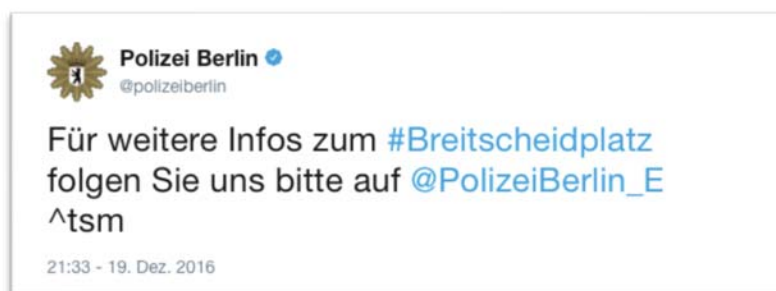 Polizei Berlin
@polizeiberlin
Für weitere Infos zum #Breitscheidplatz
folgen Sie uns bitte auf @PolizeiBerlin_E
^tsm
21:33 - 19. Dez. 2016